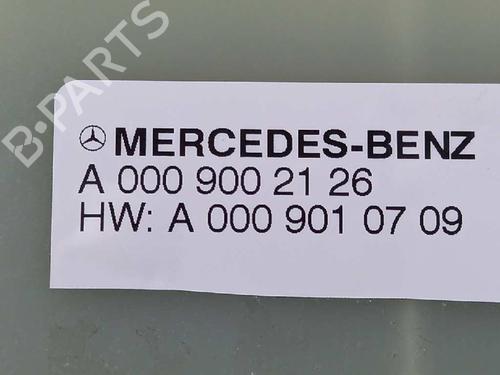 B-PARTS
MERCEDES-BENZ
A 000 900 21 26
HW: A 000 901 07 09